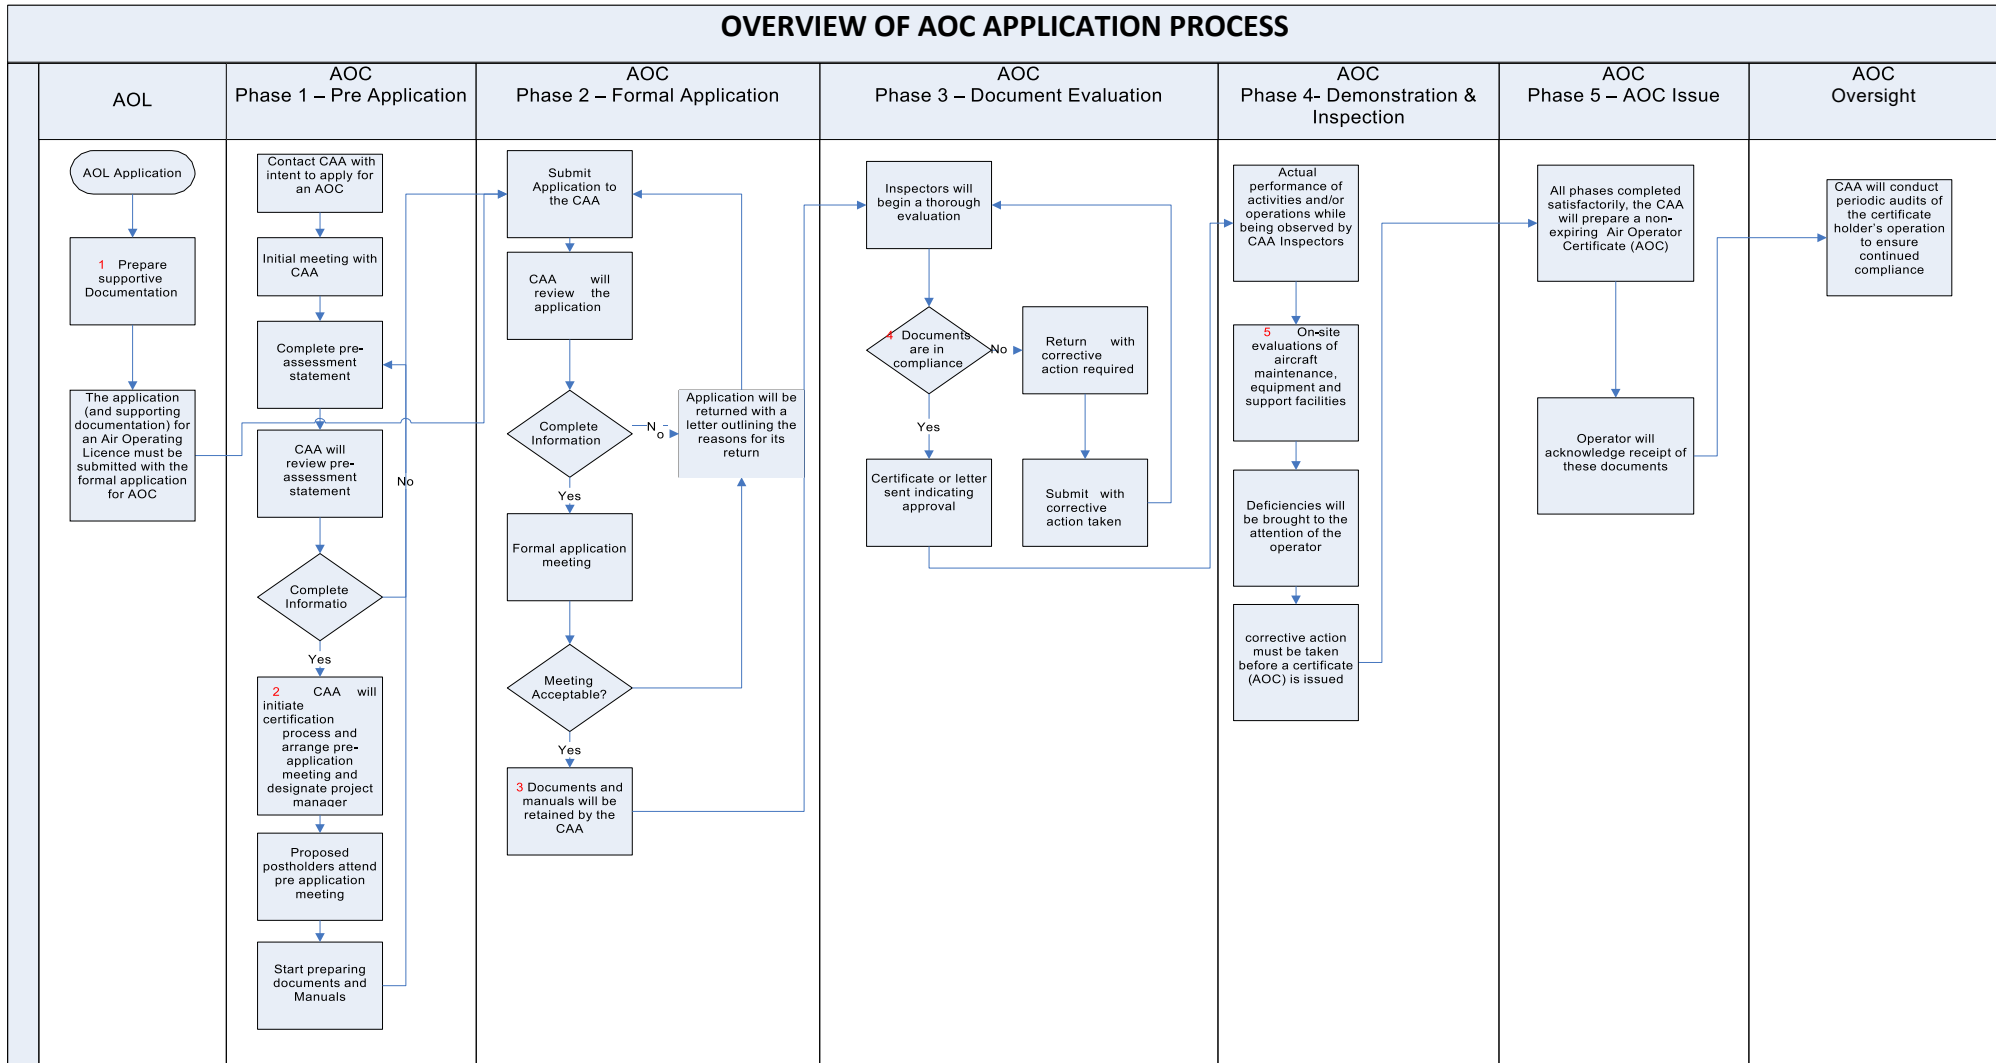 OVERVIEW OF AOC APPLICATION PROCESS
AOL
AOC
Phase 1 – Pre Application
AOC
Phase 2 – Formal Application
AOC
Phase 3 – Document Evaluation
AOC
Phase 4- Demonstration &
Inspection
AOC
Phase 5 – AOC Issue
AOC
Oversight
AOL Application
1 Prepare
supportive
Documentation
The application
(and supporting
documentation) for
an Air Operating
Licence must be
submitted with the
formal application
for AOC
Contact CAA with
intent to apply for
an AOC
Initial meeting with
CAA
Complete pre-
assessment
statement
CAA will
review pre-
assessment
statement
No
Complete
Informatio
Yes
2 CAA will
initiate
certification
process and
arrange pre-
application
meeting and
designate project
manager
Proposed
postholders attend
pre application
meeting
Start preparing
documents and
Manuals
Submit
Application to
the CAA
CAA will
review the
application
Complete
Information
N
o
Application will be
returned with a
letter outlining the
reasons for its
return
Yes
Formal application
meeting
Meeting
Acceptable?
Yes
3 Documents and
manuals will be
retained by the
CAA
Inspectors will
begin a thorough
evaluation
4 Documents
are in
compliance
No
Return with
corrective
action required
Yes
Certificate or letter
sent indicating
approval
Submit with
corrective
action taken
Actual
performance of
activities and/or
operations while
being observed by
CAA Inspectors
5 On-site
evaluations of
aircraft
maintenance,
equipment and
support facilities
Deficiencies will
be brought to the
attention of the
operator
corrective action
must be taken
before a certificate
(AOC) is issued
All phases completed
satisfactorily, the CAA
will prepare a non-
expiring Air Operator
Certificate (AOC)
Operator will
acknowledge receipt of
these documents
CAA will conduct
periodic audits of
the certificate
holder's operation
to ensure
continued
compliance